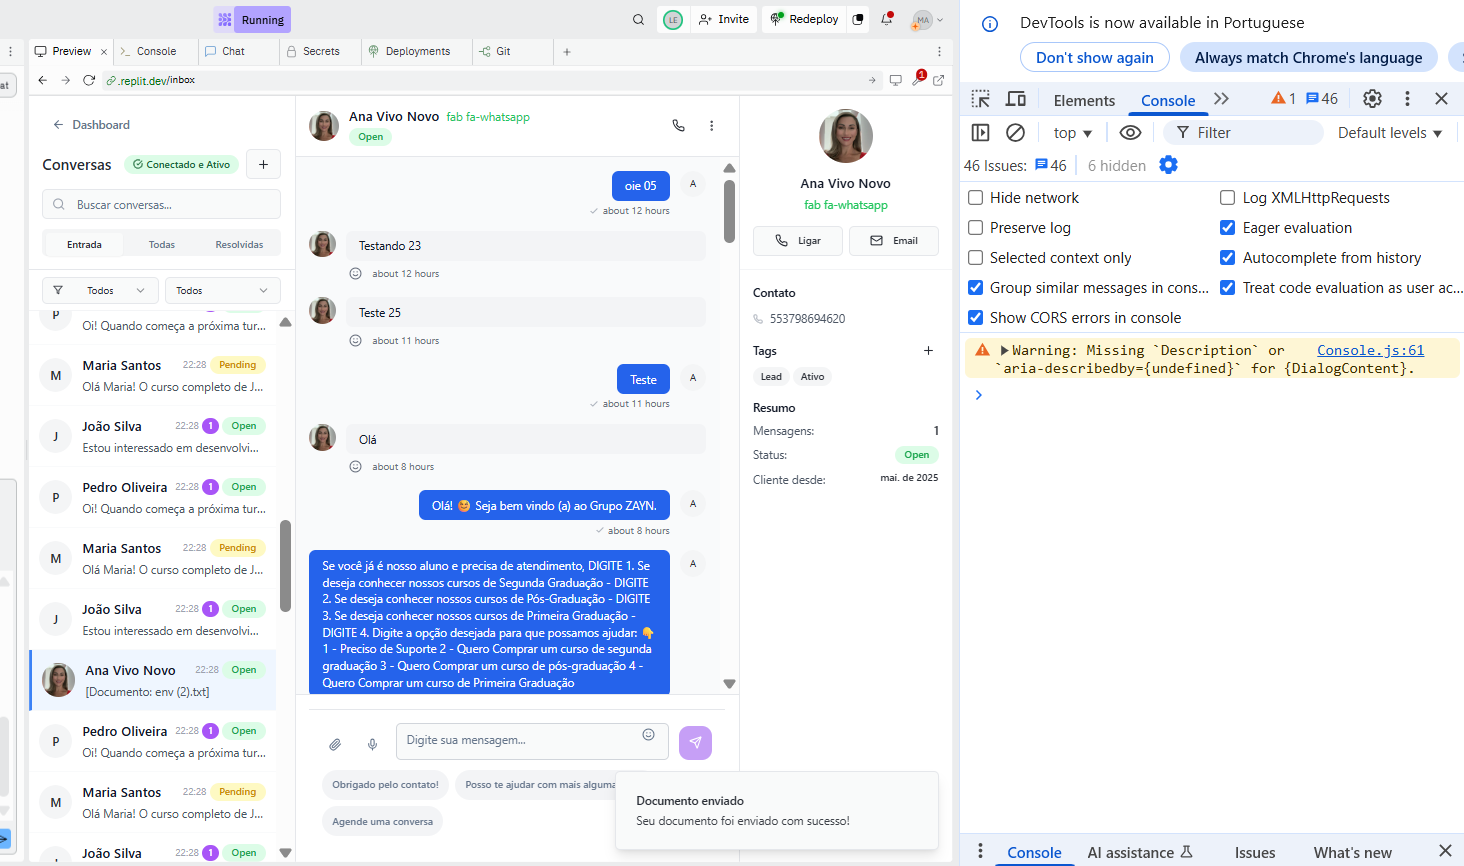 Running
LE
Invite
Redeploy
MA
Preview
Console
Chat
Secrets
Deployments
Git
at
.replit.dev/inbox
1
Dashboard
Conversas
Conectado e Ativo
Buscar conversas...
Entrada
Todas
Resolvidas
Todos
Todos
P
Oi! Quando começa a próxima tur...
M
Maria Santos
22:28
Pending
Olá Maria! O curso completo de J...
J
João Silva
22:28
1
Open
Estou interessado em desenvolvi...
P
Pedro Oliveira
22:28
1
Open
Oi! Quando começa a próxima tur...
M
Maria Santos
22:28
Pending
Olá Maria! O curso completo de J...
J
João Silva
22:28
1
Open
Estou interessado em desenvolvi...
Ana Vivo Novo
22:28
Open
[Documento: env (2).txt]
P
Pedro Oliveira
22:28
1
Open
Oi! Quando começa a próxima tur...
M
Maria Santos
22:28
Pending
Olá Maria! O curso completo de J...
João Silva
22:28
1
Open
Ana Vivo Novo
fab fa-whatsapp
Open
oie 05
A
about 12 hours
Testando 23
about 12 hours
Teste 25
about 11 hours
Teste
A
about 11 hours
Olá
about 8 hours
Olá! 😊 Seja bem vindo (a) ao Grupo ZAYN.
A
about 8 hours
Se você já é nosso aluno e precisa de atendimento, DIGITE 1. Se
deseja conhecer nossos cursos de Segunda Graduação - DIGITE
2. Se deseja conhecer nossos cursos de Pós-Graduação - DIGITE
3. Se deseja conhecer nossos cursos de Primeira Graduação -
DIGITE 4. Digite a opção desejada para que possamos ajudar: 👇
1 - Preciso de Suporte 2 - Quero Comprar um curso de segunda
graduação 3 - Quero Comprar um curso de pós-graduação 4 -
Quero Comprar um curso de Primeira Graduação
A
Digite sua mensagem...
Obrigado pelo contato!
Posso te ajudar com mais alguma
Agende uma conversa
Documento enviado
Seu documento foi enviado com sucesso!
Ana Vivo Novo
fab fa-whatsapp
Ligar
Email
Contato
553798694620
Tags
Lead
Ativo
Resumo
Mensagens:
1
Status:
Open
Cliente desde:
mai. de 2025
DevTools is now available in Portuguese
Don't show again
Always match Chrome's language
Elements
Console
1
46
top
Filter
Default levels
46 Issues:
46
6 hidden
Hide network
Log XMLHttpRequests
Preserve log
Eager evaluation
Selected context only
Autocomplete from history
Group similar messages in cons...
Treat code evaluation as user ac...
Show CORS errors in console
Warning: Missing `Description` or
Console.js:61
`aria-describedby={undefined}` for {DialogContent}.
Console
AI assistance
Issues
What's new